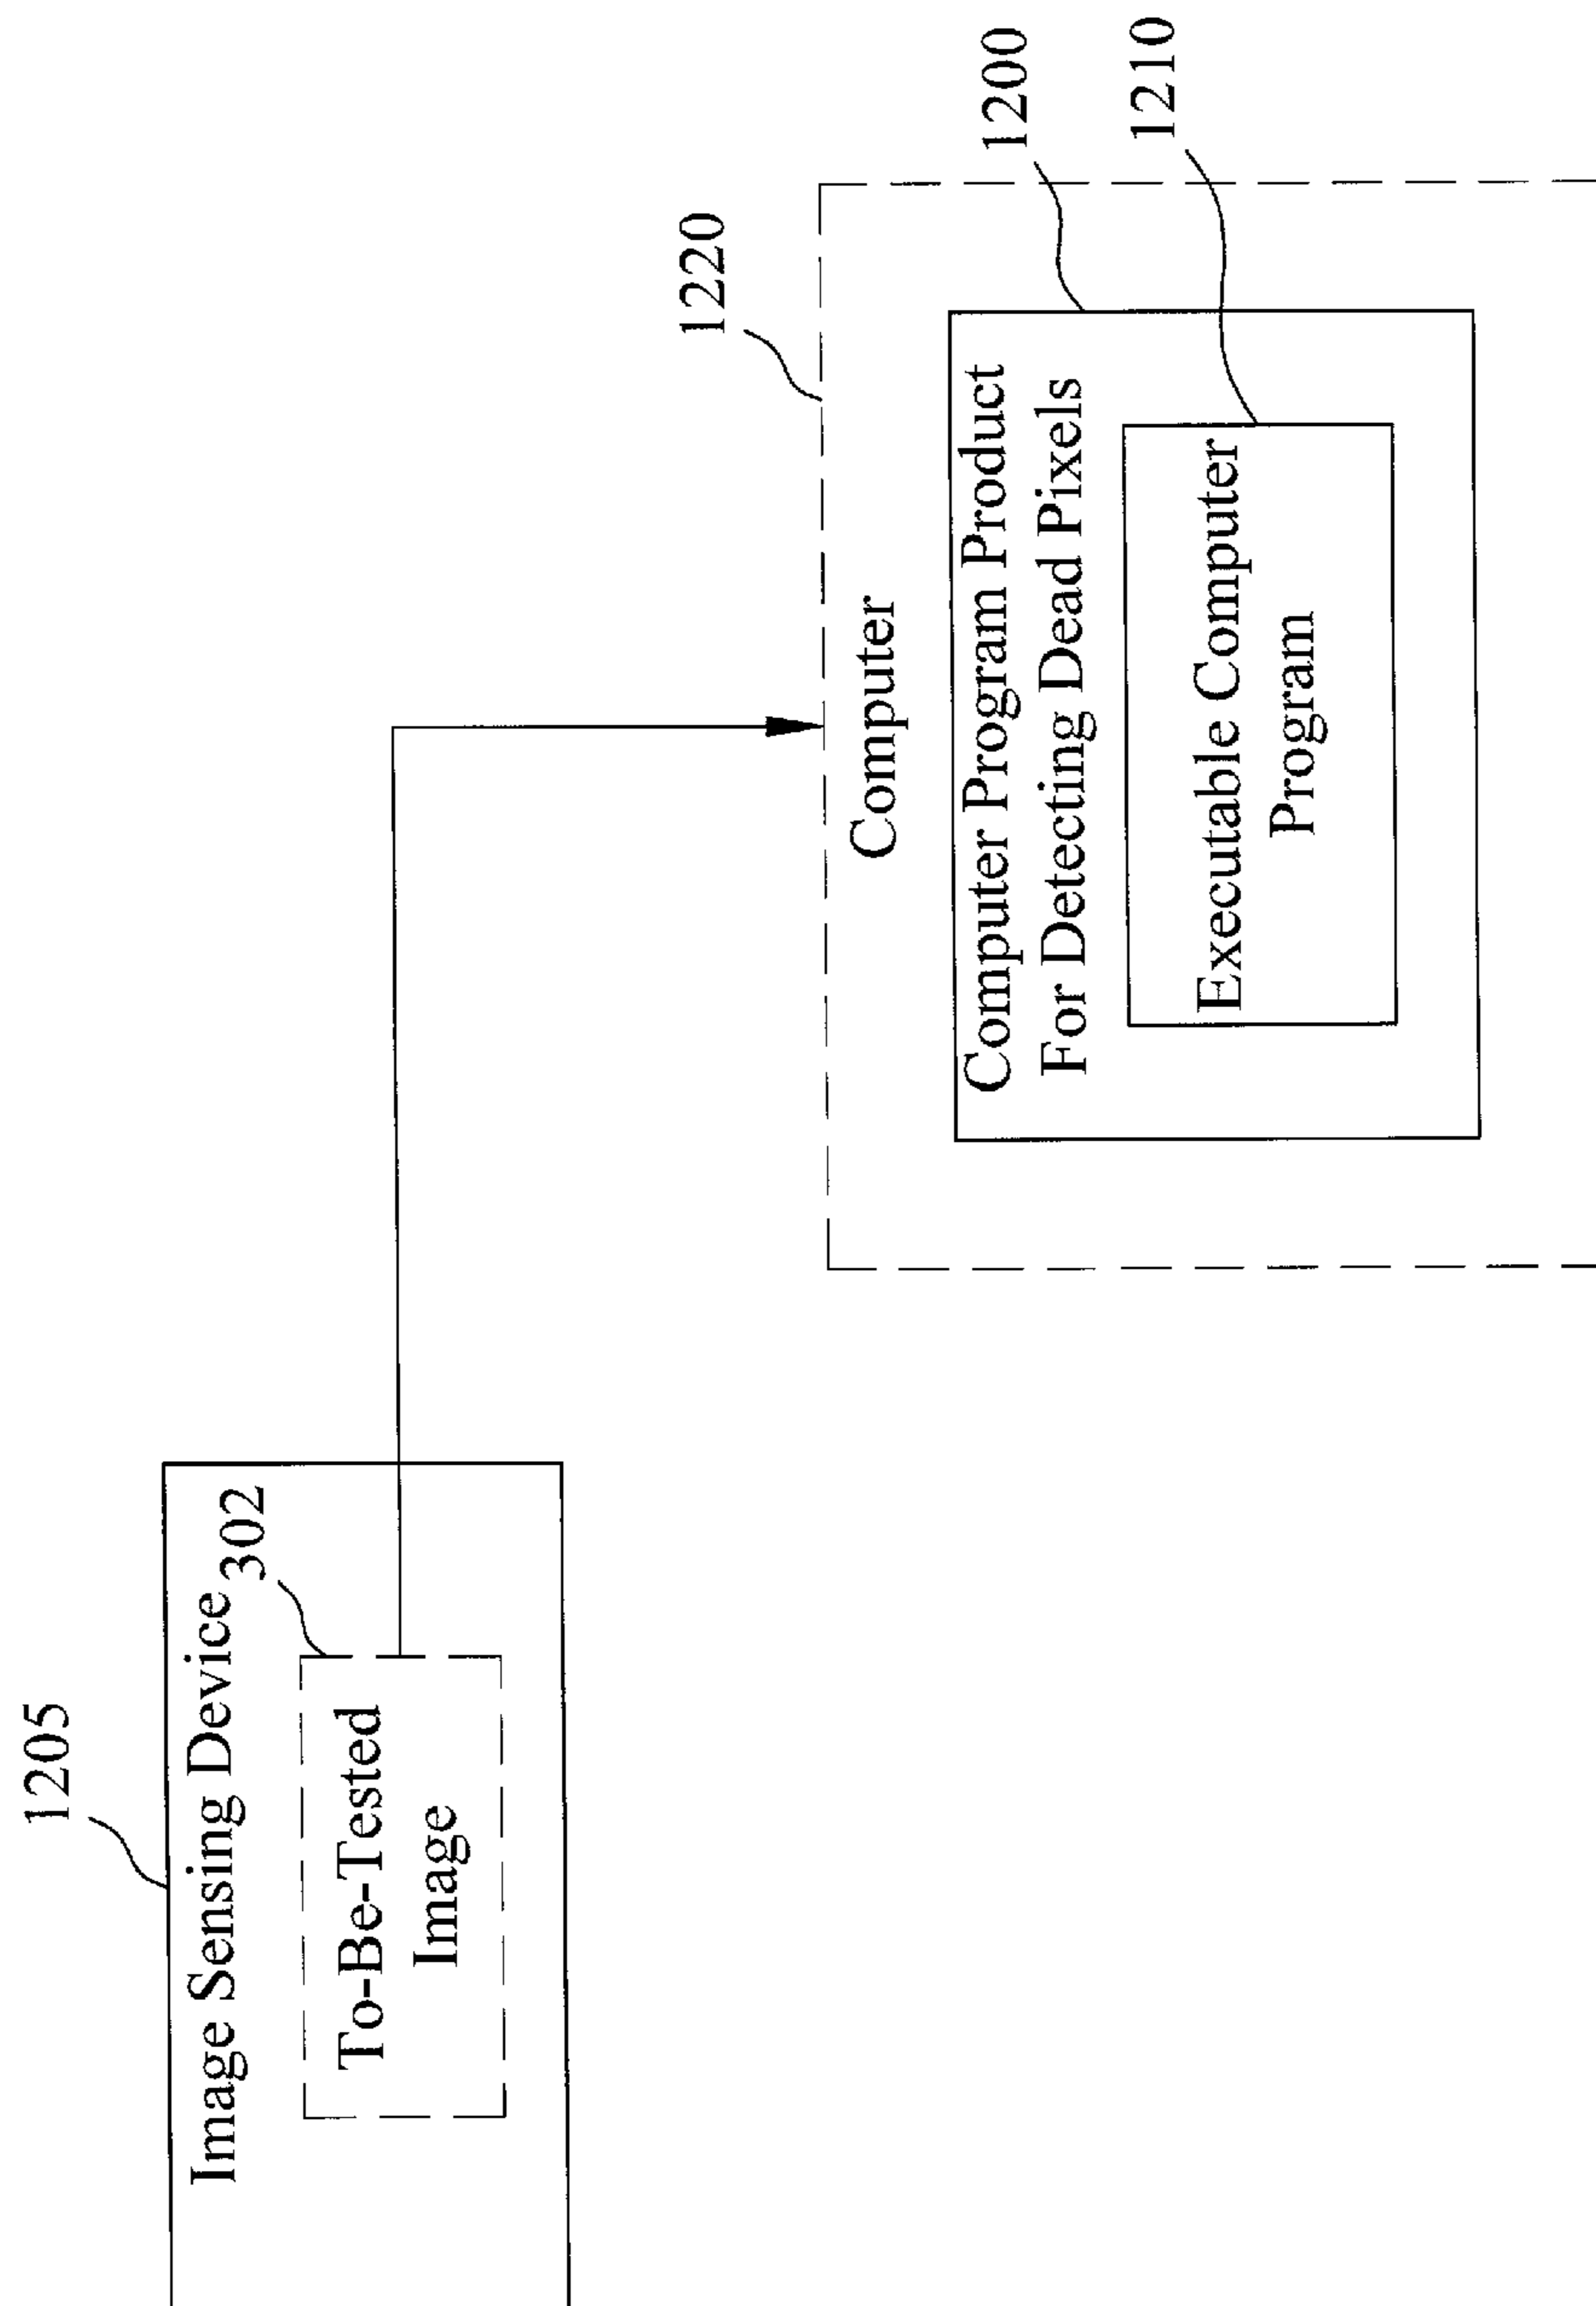 1205
Image Sensing Device
302
To-Be-Tested
Image
1220
Computer
1200
Computer Program Product
For Detecting Dead Pixels
1210
Executable Computer
Program